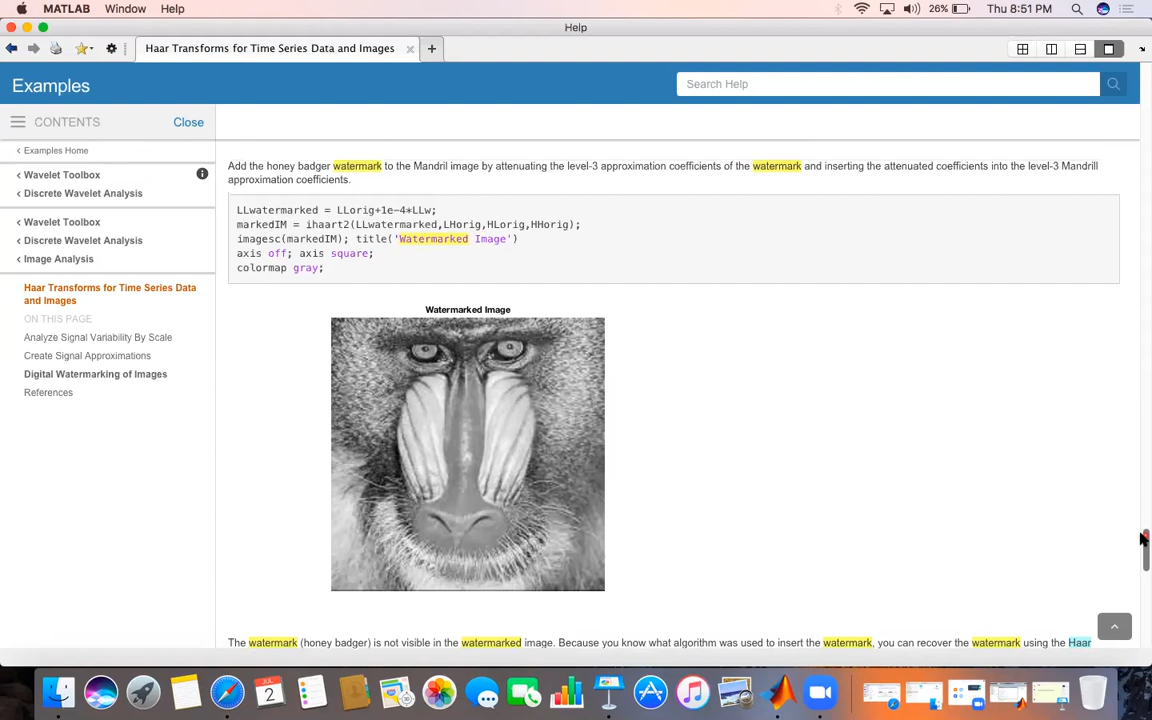 MATLAB Window Help 26% Thu 8:51 PM
Help
Haar Transforms for Time Series Data and Images
Examples
Search Help
CONTENTS Close
Examples Home
Wavelet Toolbox
Discrete Wavelet Analysis
Wavelet Toolbox
Discrete Wavelet Analysis
Image Analysis
Haar Transforms for Time Series Data
and Images
ON THIS PAGE
Analyze Signal Variability By Scale
Create Signal Approximations
Digital Watermarking of Images
References
Add the honey badger watermark to the Mandril image by attenuating the level-3 approximation coefficients of the watermark and inserting the attenuated coefficients into the level-3 Mandrill
approximation coefficients.
LLwatermarked = LLorig+1e-4*LLw;
markedIM = ihaart2(LLwatermarked,LHorig,HLorig,HHorig);
imagesc(markedIM); title('Watermarked Image')
axis off; axis square;
colormap gray;
Watermarked Image
The watermark (honey badger) is not visible in the watermarked image. Because you know what algorithm was used to insert the watermark, you can recover the watermark using the Haar
JUL
2